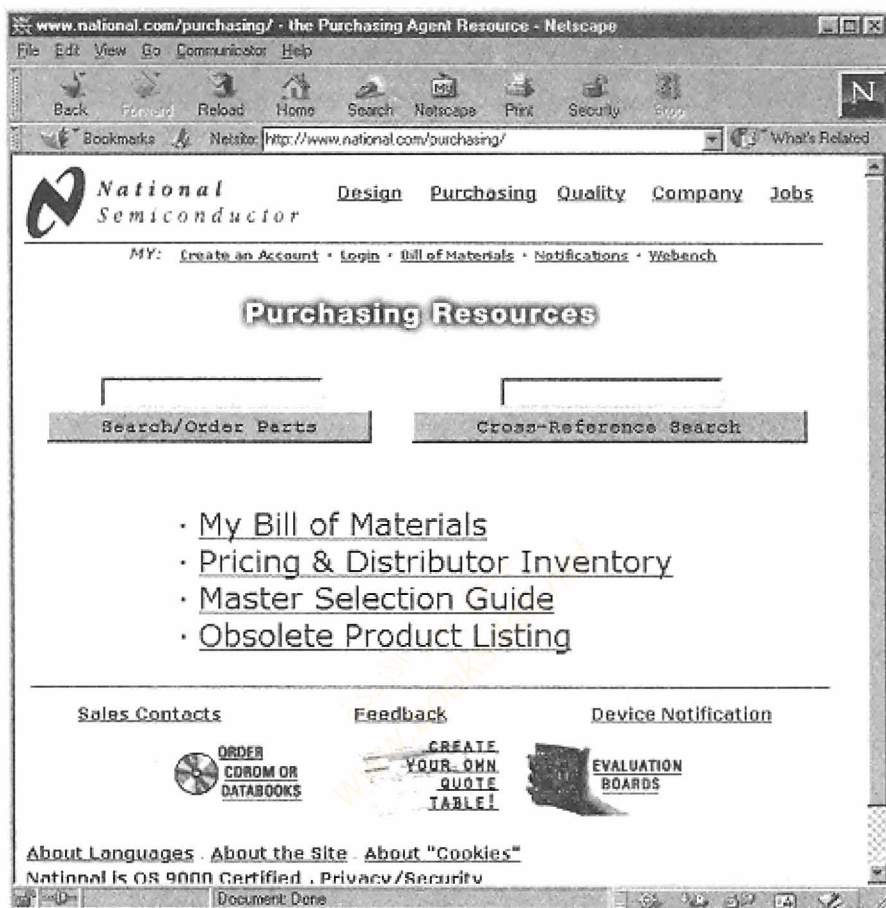 www.national.com/purchasing/ - the Purchasing Agent Resource - Netscape
File Edit View Go Communicator Help
Back Forward Reload Home Search Netscape Print Security Stop
N
Bookmarks Netsite: http://www.national.com/purchasing/ What's Related
National
Semiconductor
Design Purchasing Quality Company Jobs
MY: Create an Account · Login · Bill of Materials · Notifications · Webench
Purchasing Resources
Search/Order Parts Cross-Reference Search
· My Bill of Materials
· Pricing & Distributor Inventory
· Master Selection Guide
· Obsolete Product Listing
Sales Contacts Feedback Device Notification
ORDER
CDROM OR
DATABOOKS
CREATE
YOUR OWN
QUOTE
TABLE!
EVALUATION
BOARDS
About Languages . About the Site . About "Cookies"
National is QS 9000 Certified . Privacy/Security
Document: Done